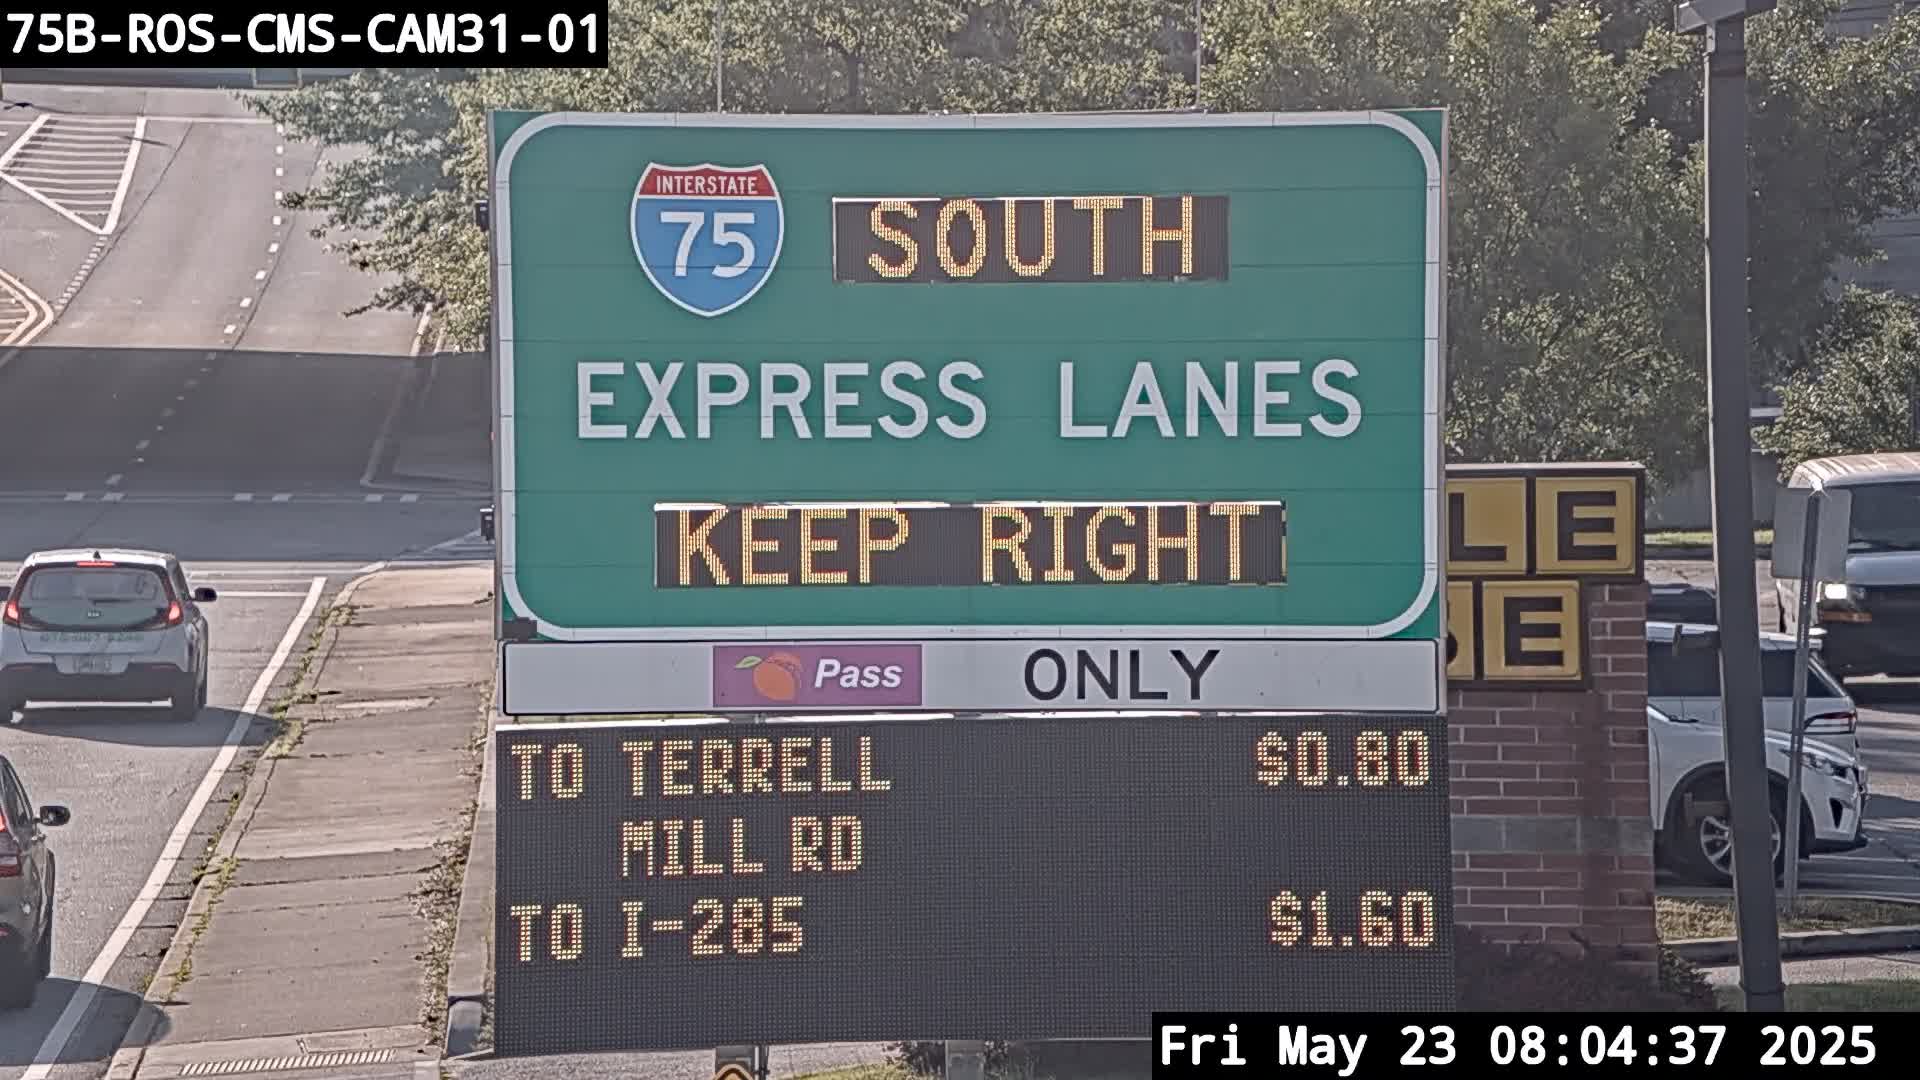 75B-ROS-CMS-CAM31-01
INTERSTATE
75
SOUTH
EXPRESS LANES
KEEP RIGHT
Pass ONLY
TO TERRELL $0.80
MILL RD
TO I-285 $1.60
LE
E
Fri May 23 08:04:37 2025